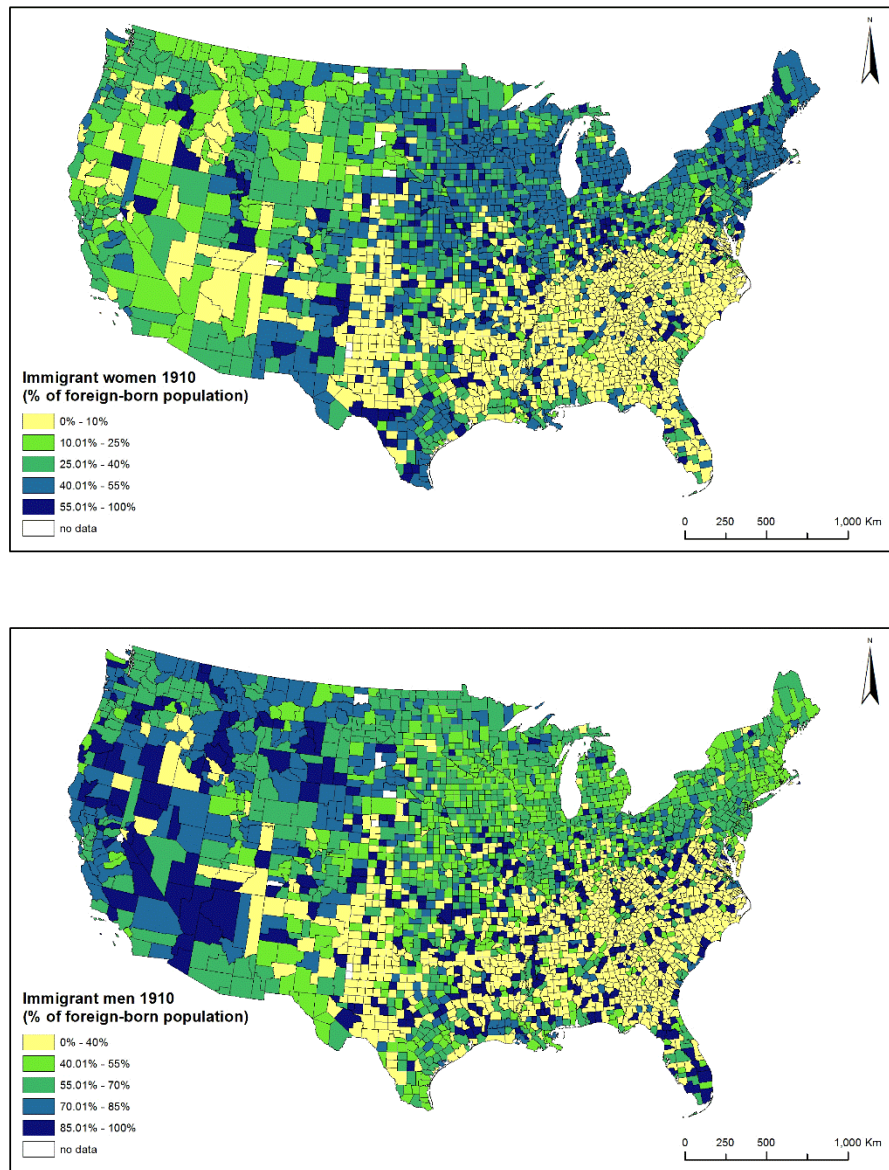 N
Immigrant women 1910
(% of foreign-born population)
0% - 10%
10.01% - 25%
25.01% - 40%
40.01% - 55%
55.01% - 100%
no data
0 250 500 1,000 Km
N
Immigrant men 1910
(% of foreign-born population)
0% - 40%
40.01% - 55%
55.01% - 70%
70.01% - 85%
85.01% - 100%
no data
0 250 500 1,000 Km